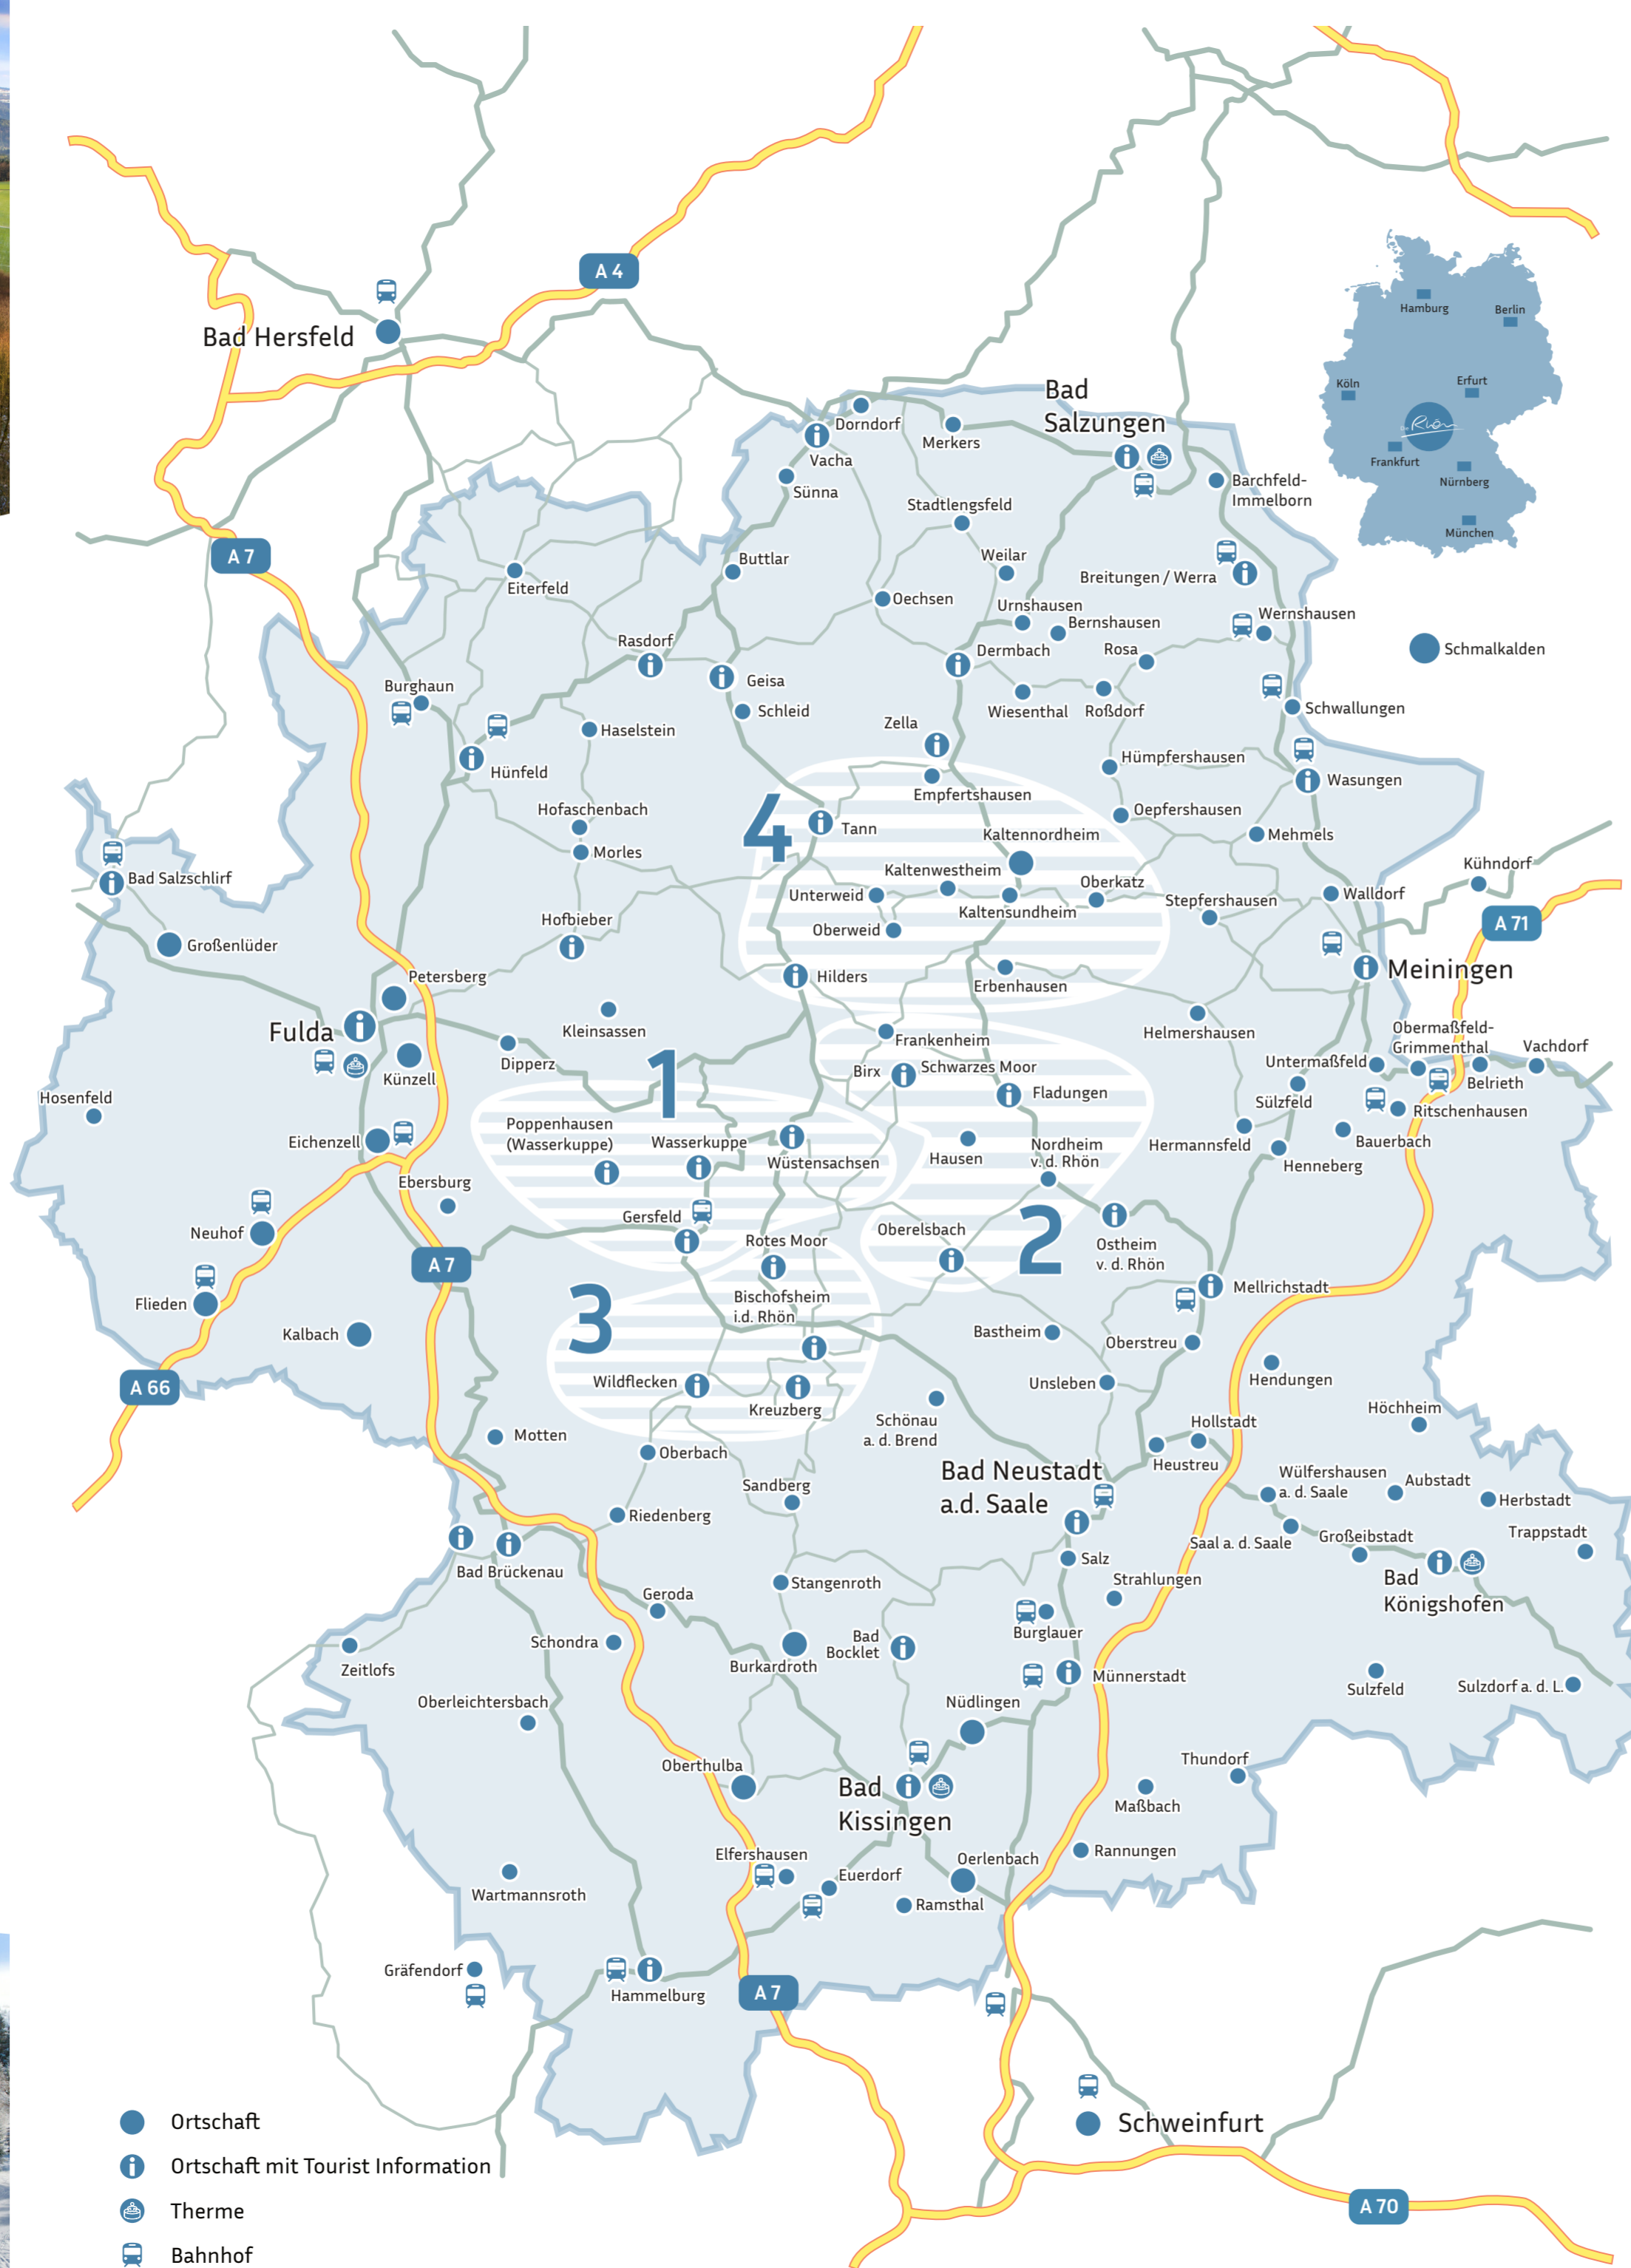 A 4
Bad Hersfeld
Hamburg
Berlin
Köln
Erfurt
Rhön
Frankfurt
Nürnberg
München
Bad
Salzungen
Dorndorf
Merkers
Vacha
Sünna
Barchfeld-
Immelborn
Stadtlengsfeld
A 7
Buttlar
Weilar
Breitungen / Werra
Eiterfeld
Oechsen
Urnshausen
Bernshausen
Wernshausen
Rasdorf
Dermbach
Rosa
Schmalkalden
Burghaun
Geisa
Schleid
Wiesenthal
Roßdorf
Schwallungen
Haselstein
Zella
Hünfeld
Hümpfershausen
Wasungen
Empfertshausen
Hofaschenbach
4
Tann
Oepfershausen
Kaltennordheim
Mehmels
Morles
Kühndorf
Bad Salzschlirf
Kaltenwestheim
Oberkatz
Unterweid
Stepfershausen
Walldorf
Kaltensundheim
Hofbieber
Oberweid
A 71
Großenlüder
Petersberg
Hilders
Erbenhausen
Meiningen
Fulda
Kleinsassen
Helmershausen
Obermaßfeld-
Grimmenthal
Frankenheim
Vachdorf
Dipperz
Künzell
1
Birx
Schwarzes Moor
Untermaßfeld
Belrieth
Hosenfeld
Fladungen
Sülzfeld
Ritschenhausen
Poppenhausen
(Wasserkuppe)
Wasserkuppe
Eichenzell
Wüstensachsen
Hausen
Nordheim
v. d. Rhön
Hermannsfeld
Bauerbach
Henneberg
Ebersburg
Neuhof
Gersfeld
Rotes Moor
Oberelsbach
2
Ostheim
v. d. Rhön
A 7
Flieden
3
Bischofsheim
i.d. Rhön
Mellrichstadt
Kalbach
Bastheim
Oberstreu
A 66
Wildflecken
Kreuzberg
Unsleben
Hendungen
Schönau
a. d. Brend
Höchheim
Motten
Oberbach
Hollstadt
Heustreu
Bad Neustadt
a.d. Saale
Sandberg
Wülfershausen
a. d. Saale
Aubstadt
Herbstadt
Riedenberg
Saal a. d. Saale
Großeibstadt
Trappstadt
Bad Brückenau
Salz
Stangenroth
Strahlungen
Bad
Königshofen
Geroda
Burglauer
Schondra
Bad
Bocklet
Zeitlofs
Burkardroth
Münnerstadt
Sulzfeld
Sulzdorf a. d. L.
Oberleichtersbach
Nüdlingen
Oberthulba
Thundorf
Bad
Kissingen
Maßbach
Elfershausen
Oerlenbach
Rannungen
Euerdorf
Wartmannsroth
Ramsthal
Gräfendorf
Hammelburg
A 7
Schweinfurt
Ortschaft
Ortschaft mit Tourist Information
A 70
Therme
Bahnhof